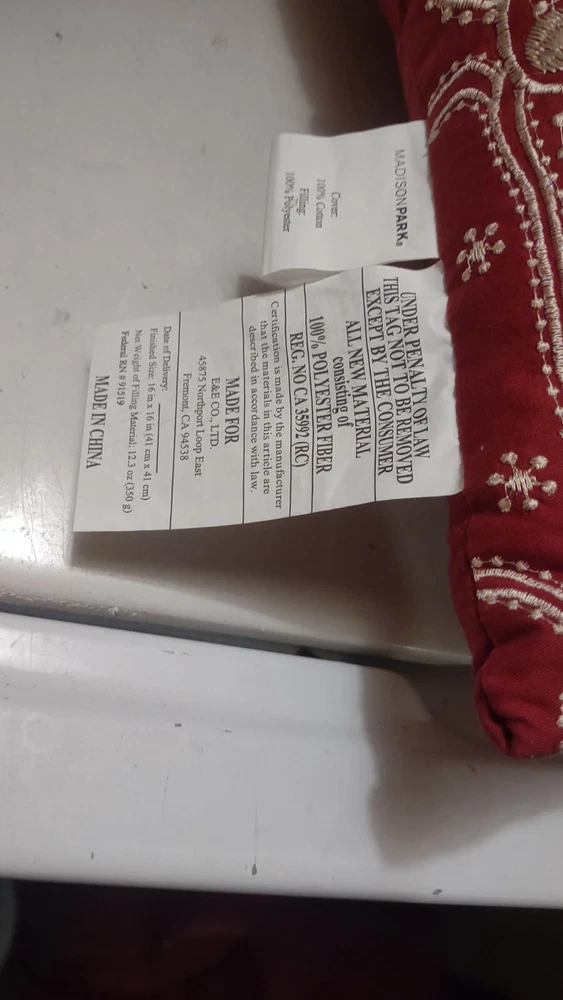 MADISONPARK®
Cover:
100% Cotton
Filling:
100% Polyester
UNDER PENALTY OF LAW
THIS TAG NOT TO BE REMOVED
EXCEPT BY THE CONSUMER
ALL NEW MATERIAL
consisting of
100% POLYESTER FIBER
REG. NO CA 35992 (RC)
Certification is made by the manufacturer
that the materials in this article are
described in accordance with law.
MADE FOR
E&E CO., LTD.
45875 Northport Loop East
Fremont, CA 94538
Date of Delivery:
Finished Size: 16 in x 16 in (41 cm x 41 cm)
Net Weight of Filling Material: 12.3 oz (350 g)
Federal RN # 91519
MADE IN CHINA